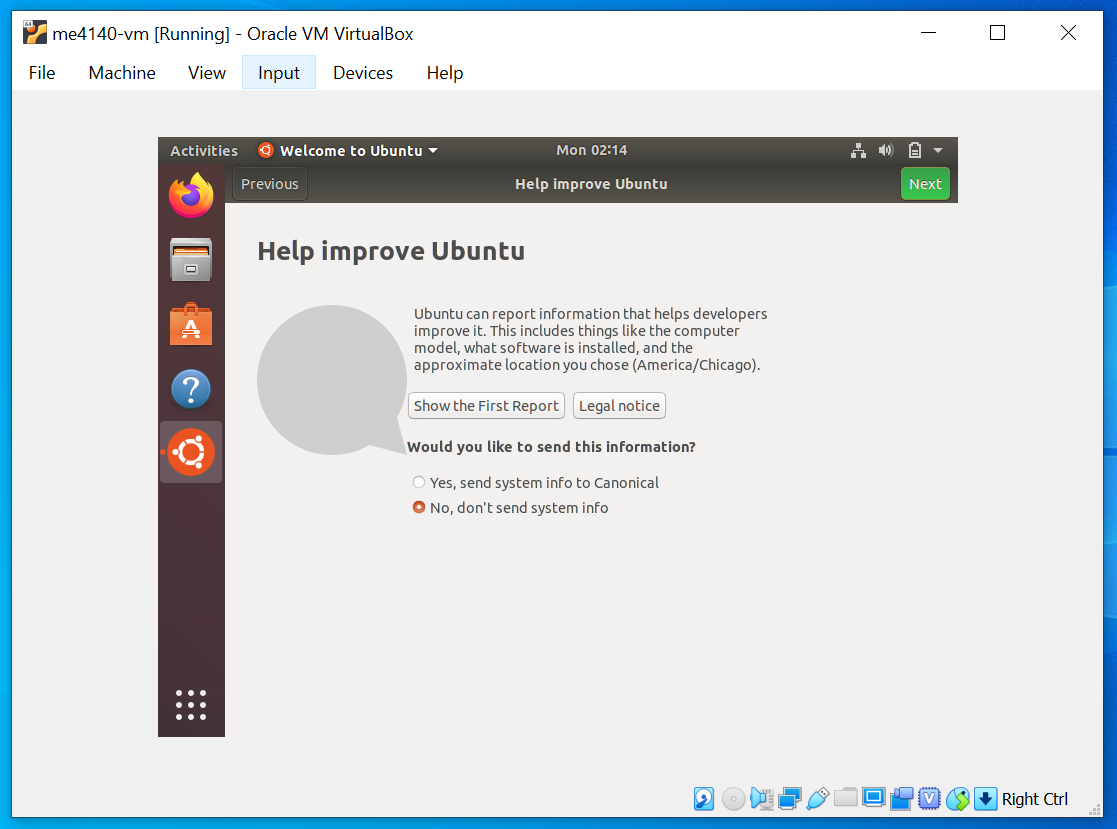 me4140-vm [Running] - Oracle VM VirtualBox
File Machine View Input Devices Help
Activities Welcome to Ubuntu Mon 02:14
Previous Help improve Ubuntu Next
Help improve Ubuntu
Ubuntu can report information that helps developers
improve it. This includes things like the computer
model, what software is installed, and the
approximate location you chose (America/Chicago).
Show the First Report Legal notice
Would you like to send this information?
Yes, send system info to Canonical
No, don't send system info
Right Ctrl